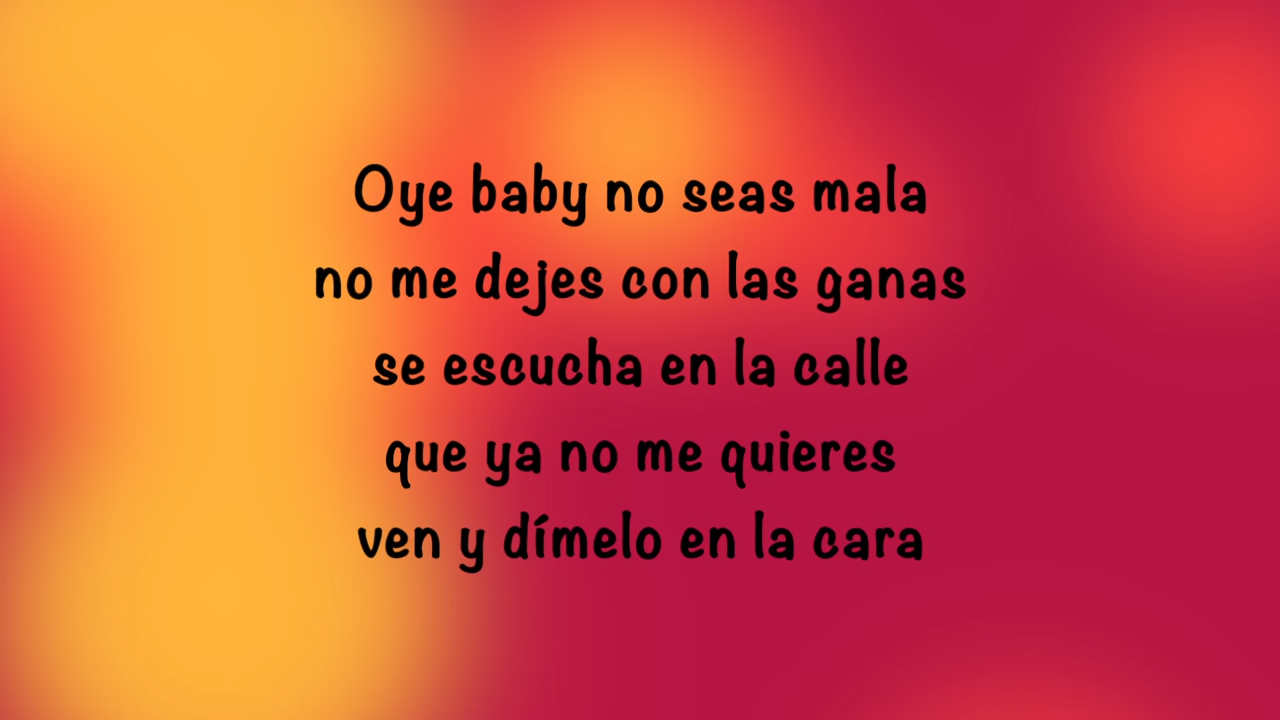 Oye baby no seas mala
no me dejes con las ganas
se escucha en la calle
que ya no me quieres
ven y dímelo en la cara